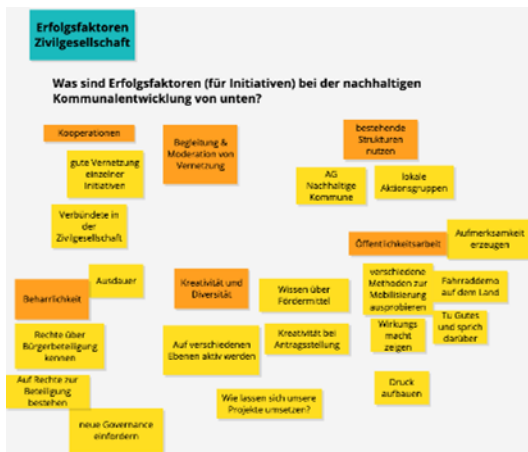 Erfolgsfaktoren
Zivilgesellschaft
Was sind Erfolgsfaktoren (für Initiativen) bei der nachhaltigen
Kommunalentwicklung von unten?
Kooperationen
gute Vernetzung
einzelner
Initiativen
Verbündete in
der
Zivilgesellschaft
Begleitung &
Moderation von
Vernetzung
bestehende
Strukturen
nutzen
AG
Nachhaltige
Kommune
lokale
Aktionsgruppen
Öffentlichkeitsarbeit
Aufmerksamkeit
erzeugen
verschiedene
Methoden zur
Mobilisierung
ausprobieren
Fahrraddemo
auf dem Land
Wirkungs
macht
zeigen
Tu Gutes
und sprich
darüber
Druck
aufbauen
Beharrlichkeit
Ausdauer
Rechte über
Bürgerbeteiligung
kennen
Auf Rechte zur
Beteiligung
bestehen
neue Governance
einfordern
Kreativität und
Diversität
Wissen über
Fördermittel
Auf verschiedenen
Ebenen aktiv werden
Kreativität bei
Antragsstellung
Wie lassen sich unsere
Projekte umsetzen?